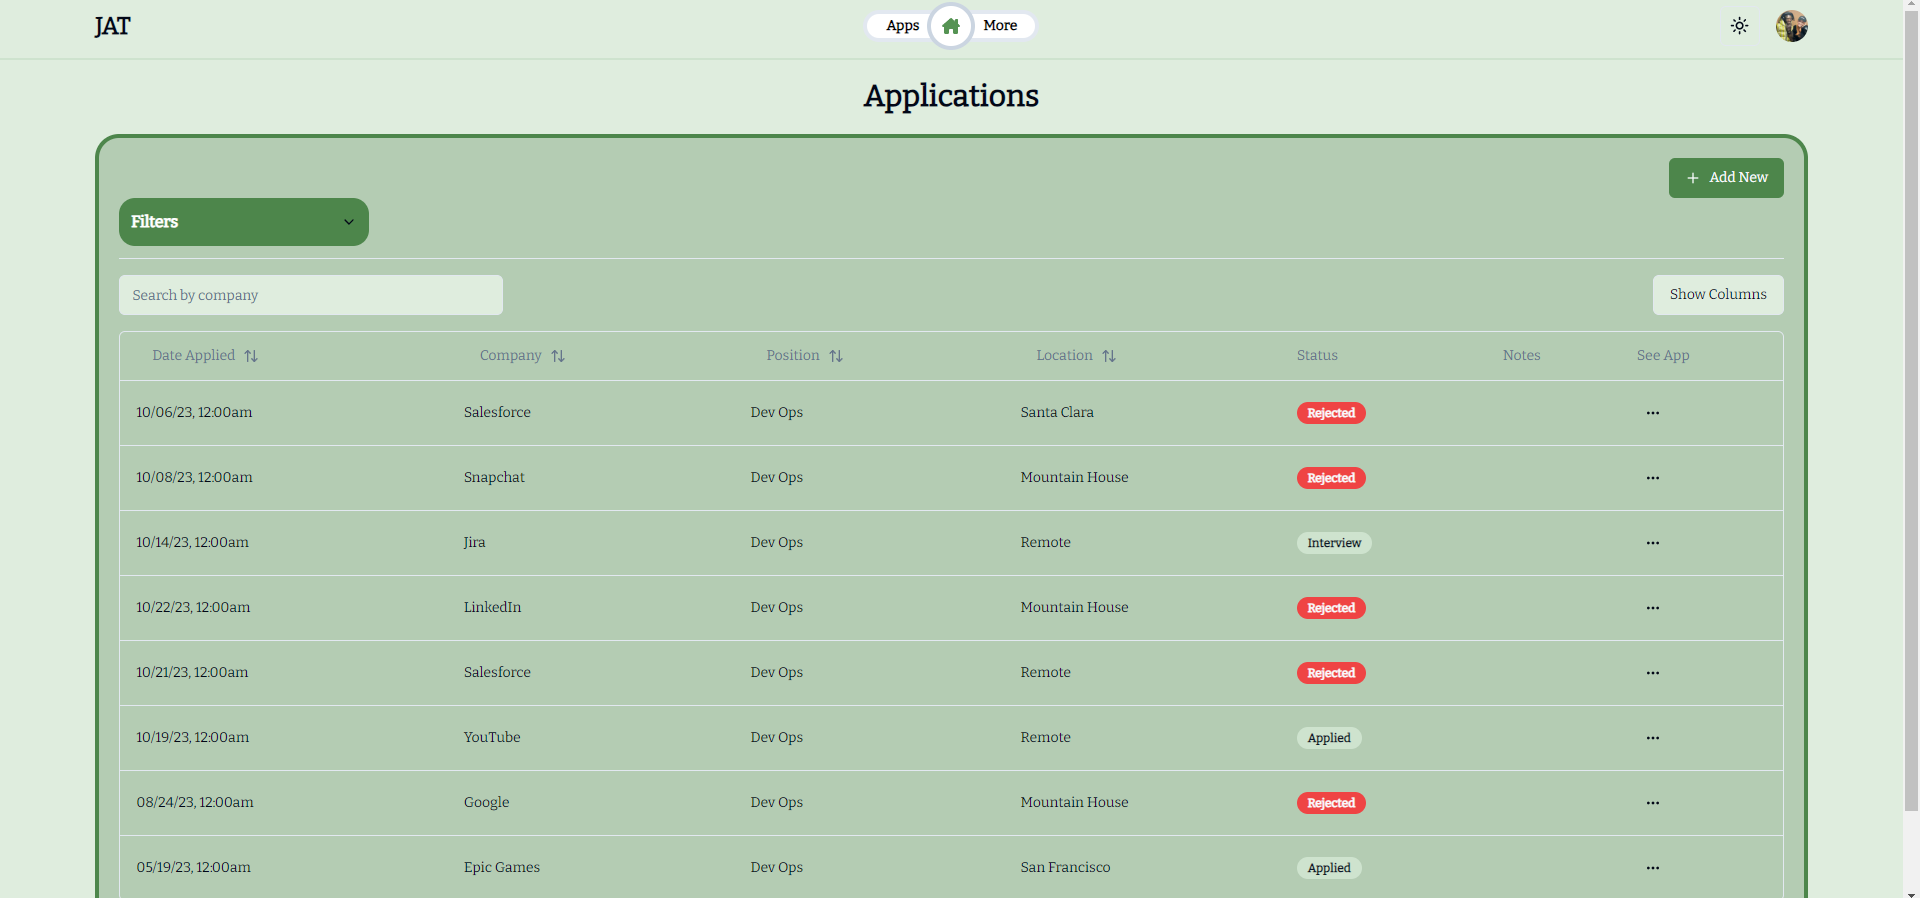 JAT
Apps More
Applications
Add New
Filters
Search by company
Show Columns
Date Applied Company Position Location Status Notes See App
10/06/23, 12:00am Salesforce Dev Ops Santa Clara Rejected
10/08/23, 12:00am Snapchat Dev Ops Mountain House Rejected
10/14/23, 12:00am Jira Dev Ops Remote Interview
10/22/23, 12:00am LinkedIn Dev Ops Mountain House Rejected
10/21/23, 12:00am Salesforce Dev Ops Remote Rejected
10/19/23, 12:00am YouTube Dev Ops Remote Applied
08/24/23, 12:00am Google Dev Ops Mountain House Rejected
05/19/23, 12:00am Epic Games Dev Ops San Francisco Applied